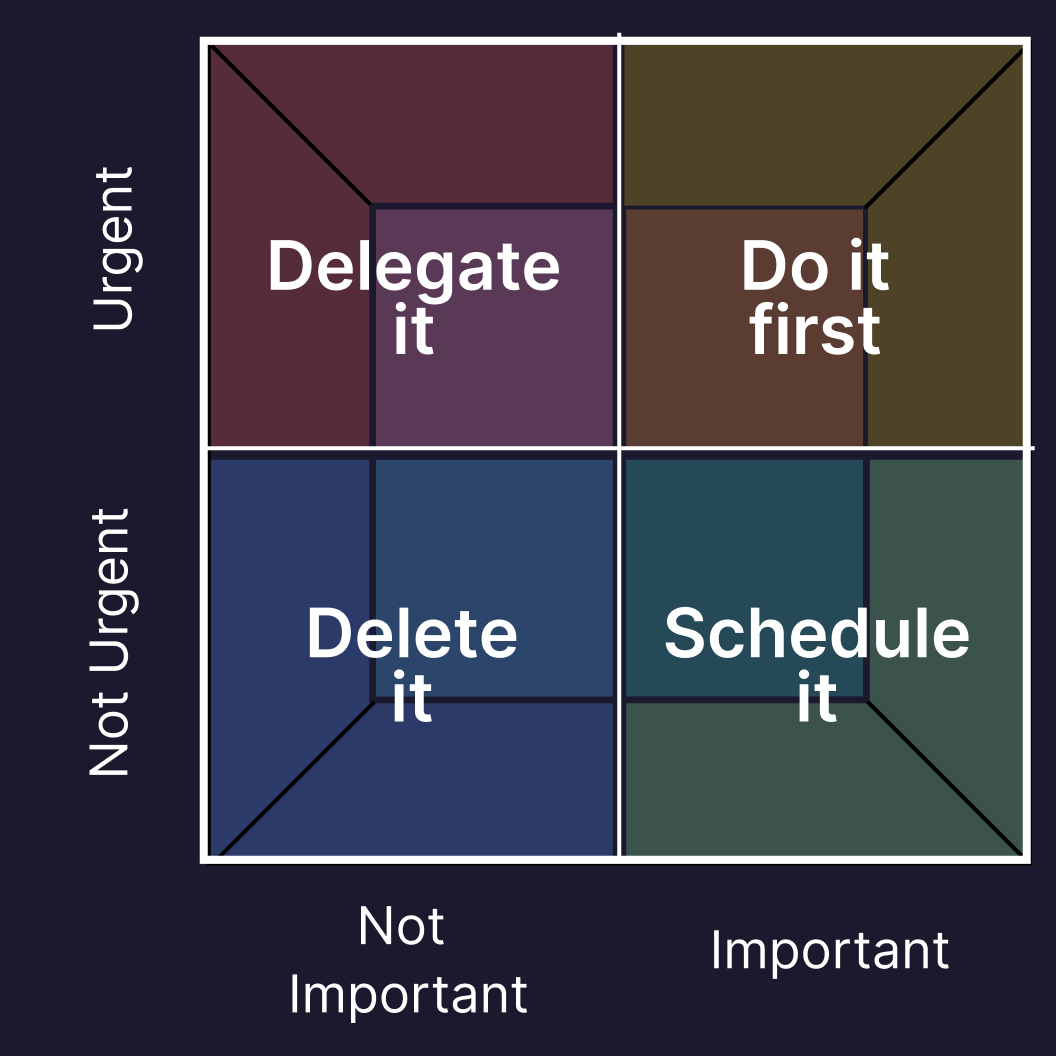 Urgent
Delegate
it
Do it
first
Not Urgent
Delete
it
Schedule
it
Not
Important
Important